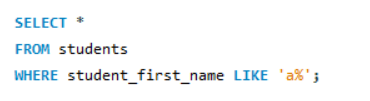 SELECT *
FROM students
WHERE student_first_name LIKE 'a%';